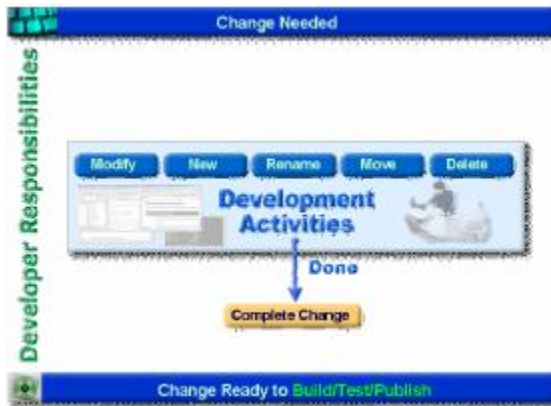 Change Needed
Developer Responsibilities
Modify New Rename Move Delete
Development
Activities
Done
Complete Change
Change Ready to Build/Test/Publish